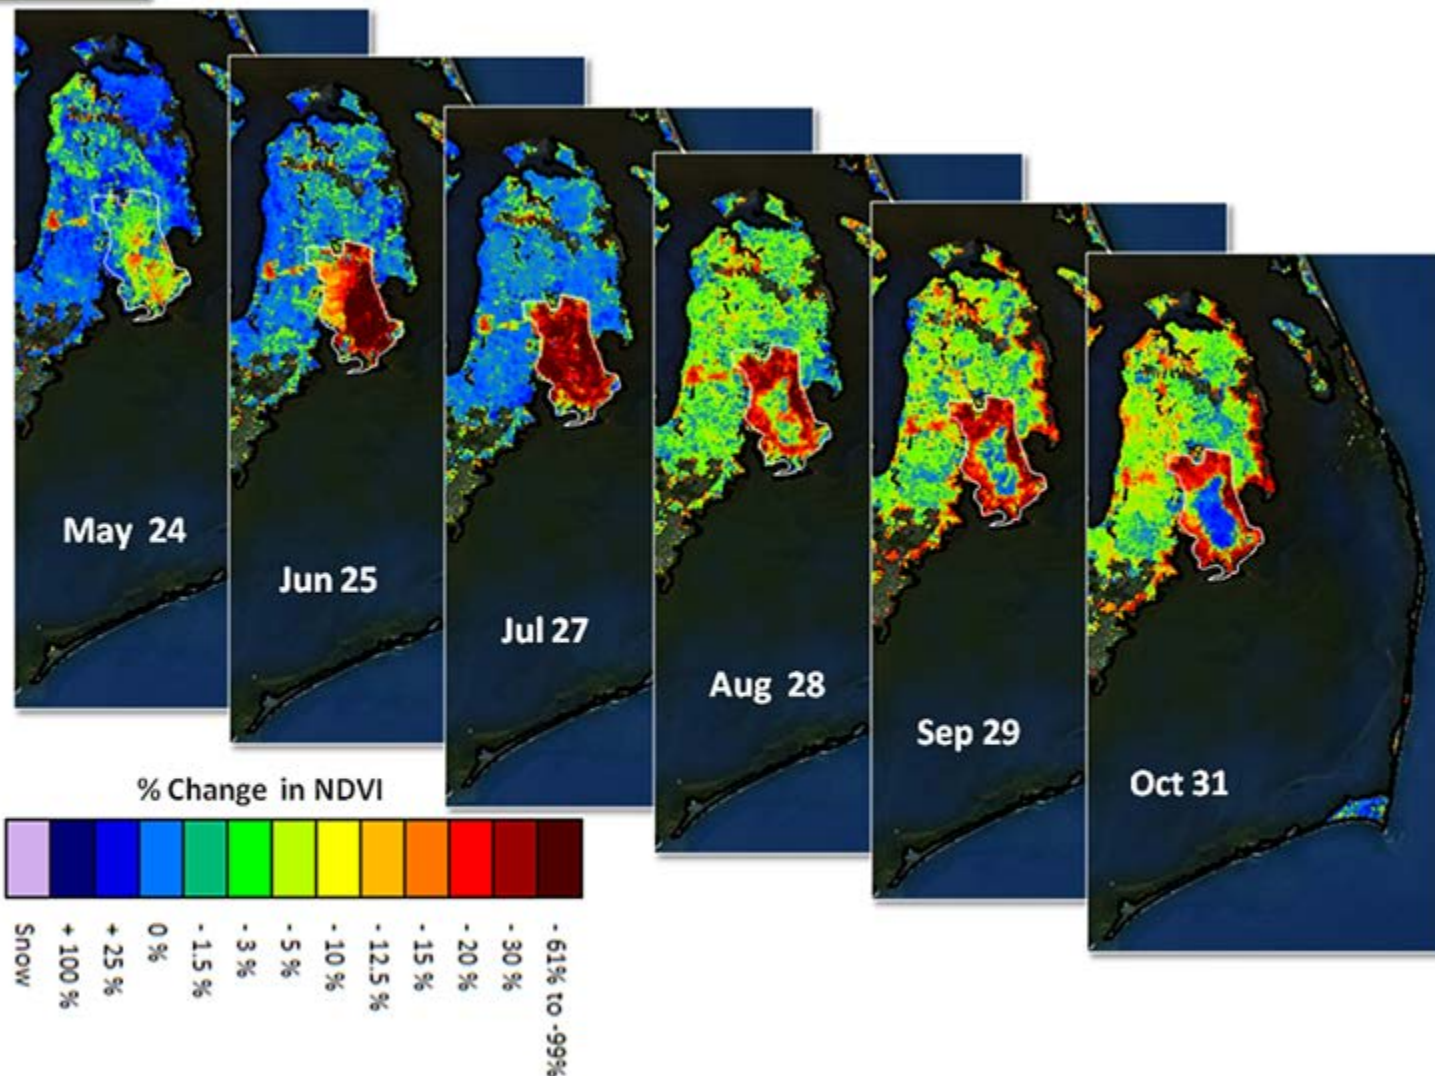 May 24
Jun 25
Jul 27
Aug 28
Sep 29
Oct 31
% Change in NDVI
Snow
+ 100 %
+ 25 %
0 %
- 1.5 %
- 3 %
- 5 %
- 10 %
- 12.5 %
- 15 %
- 20 %
- 30 %
- 61% to -99%